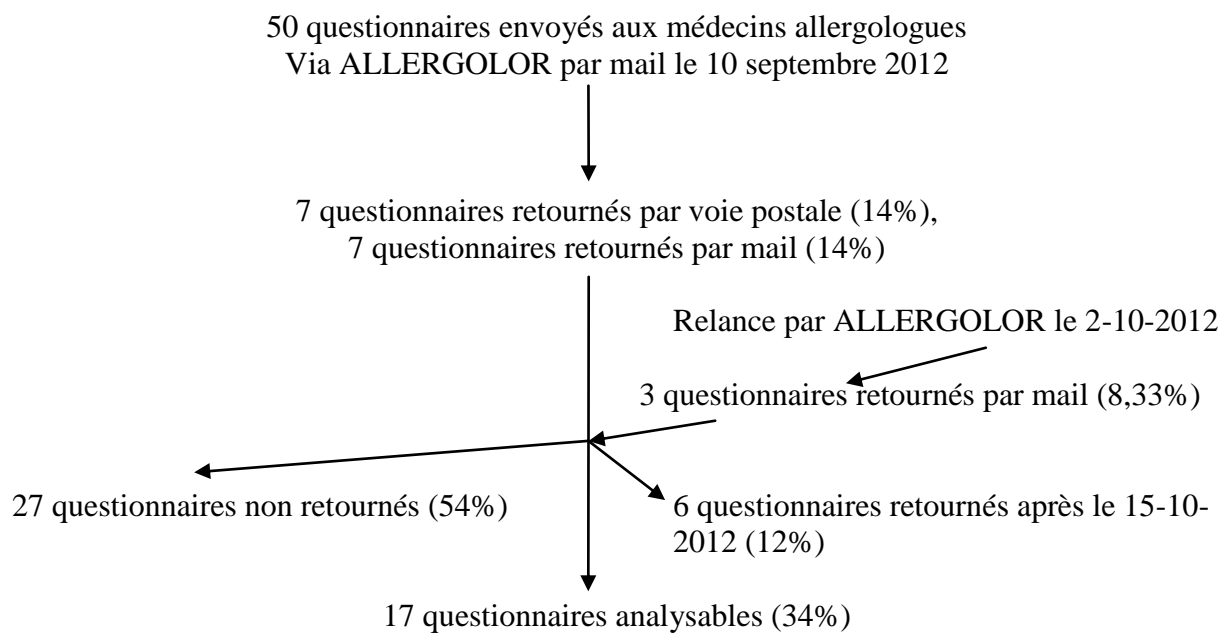 50 questionnaires envoyés aux médecins allergologues
Via ALLERGOLOR par mail le 10 septembre 2012
7 questionnaires retournés par voie postale (14%),
7 questionnaires retournés par mail (14%)
Relance par ALLERGOLOR le 2-10-2012
3 questionnaires retournés par mail (8,33%)
27 questionnaires non retournés (54%)
6 questionnaires retournés après le 15-10-
2012 (12%)
17 questionnaires analysables (34%)